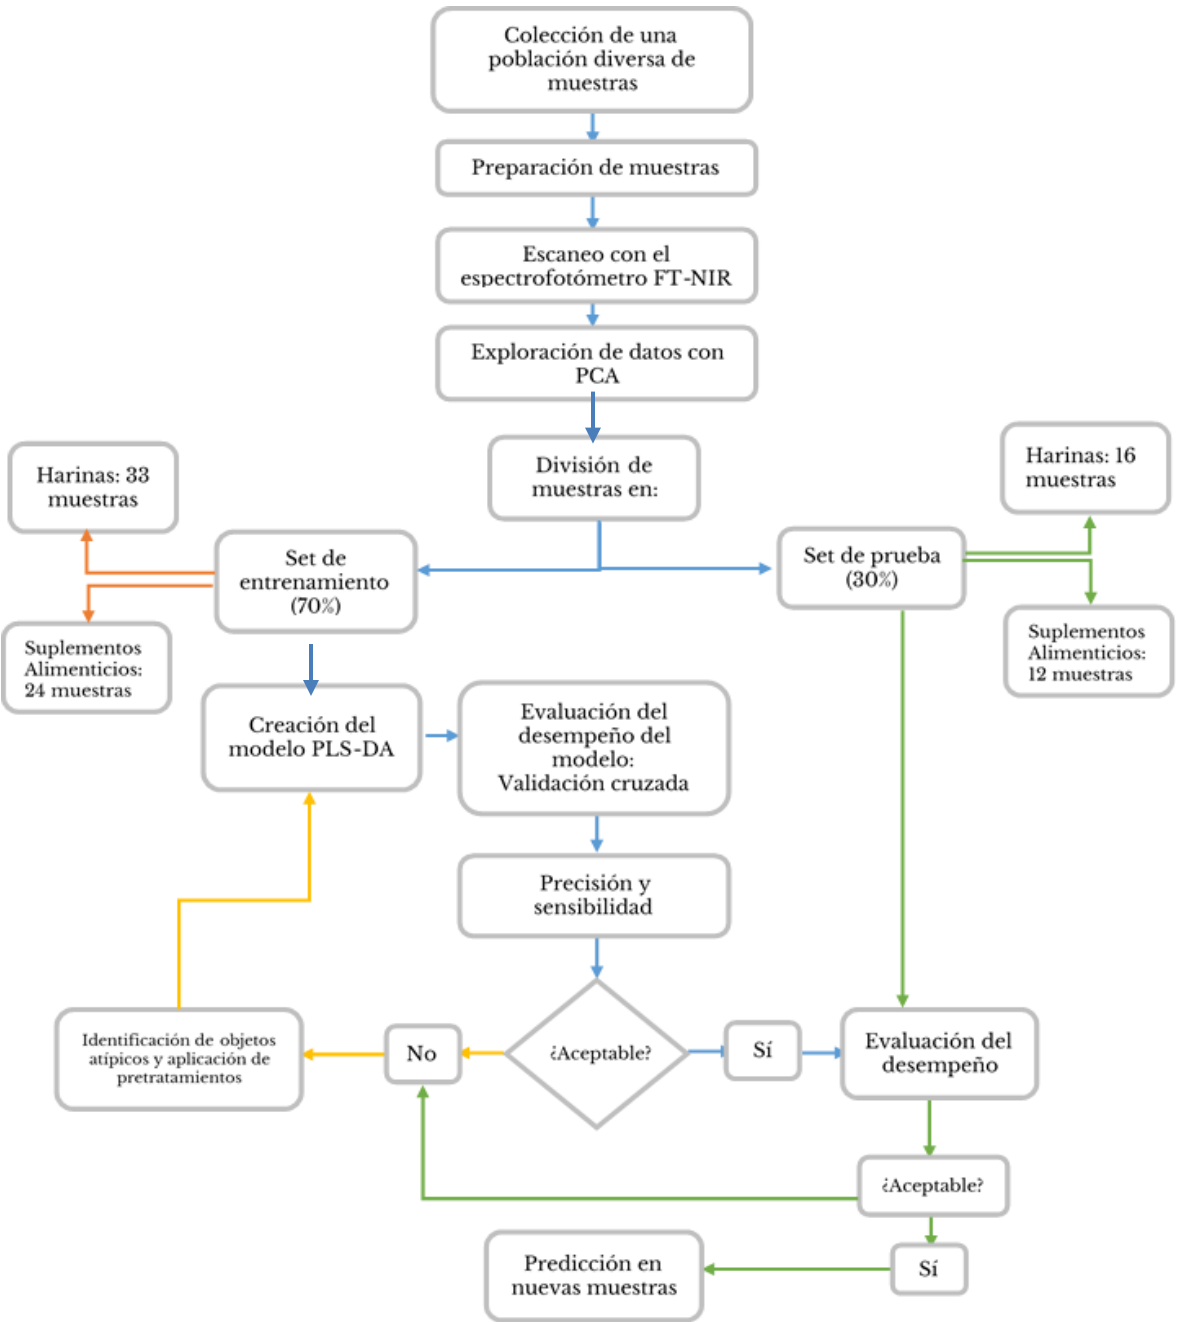 Colección de una
población diversa de
muestras
Preparación de muestras
Escaneo con el
espectrofotómetro FT-NIR
Exploración de datos con
PCA
División de
muestras en:
Harinas: 33
muestras
Set de
entrenamiento
(70%)
Suplementos
Alimenticios:
24 muestras
Set de prueba
(30%)
Harinas: 16
muestras
Suplementos
Alimenticios:
12 muestras
Creación del
modelo PLS-DA
Evaluación del
desempeño del
modelo:
Validación cruzada
Precisión y
sensibilidad
¿Aceptable?
No
Identificación de objetos
atípicos y aplicación de
pretratamientos
Sí
Evaluación del
desempeño
¿Aceptable?
Sí
Predicción en
nuevas muestras